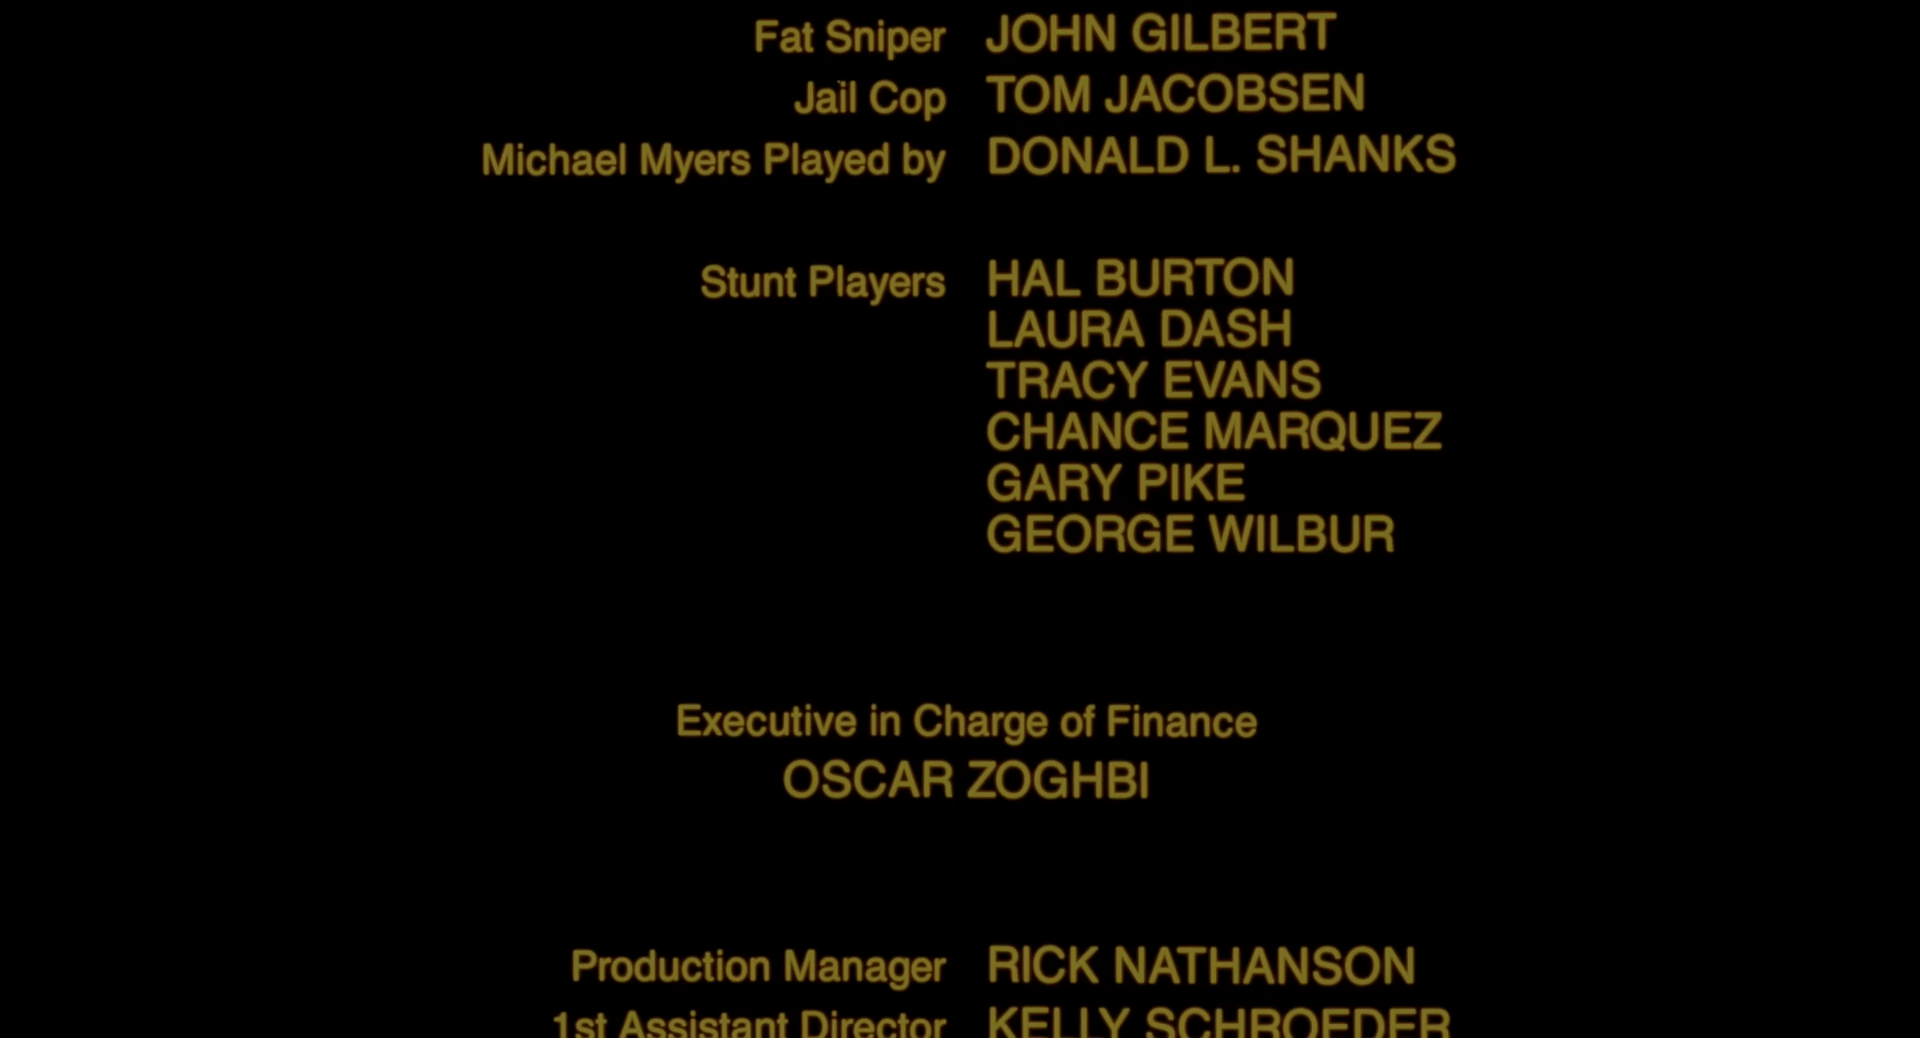 Fat Sniper JOHN GILBERT
Jail Cop TOM JACOBSEN
Michael Myers Played by DONALD L. SHANKS
Stunt Players HAL BURTON
LAURA DASH
TRACY EVANS
CHANCE MARQUEZ
GARY PIKE
GEORGE WILBUR
Executive in Charge of Finance
OSCAR ZOGHBI
Production Manager RICK NATHANSON
1st Assistant Director KELLY SCHROEDER